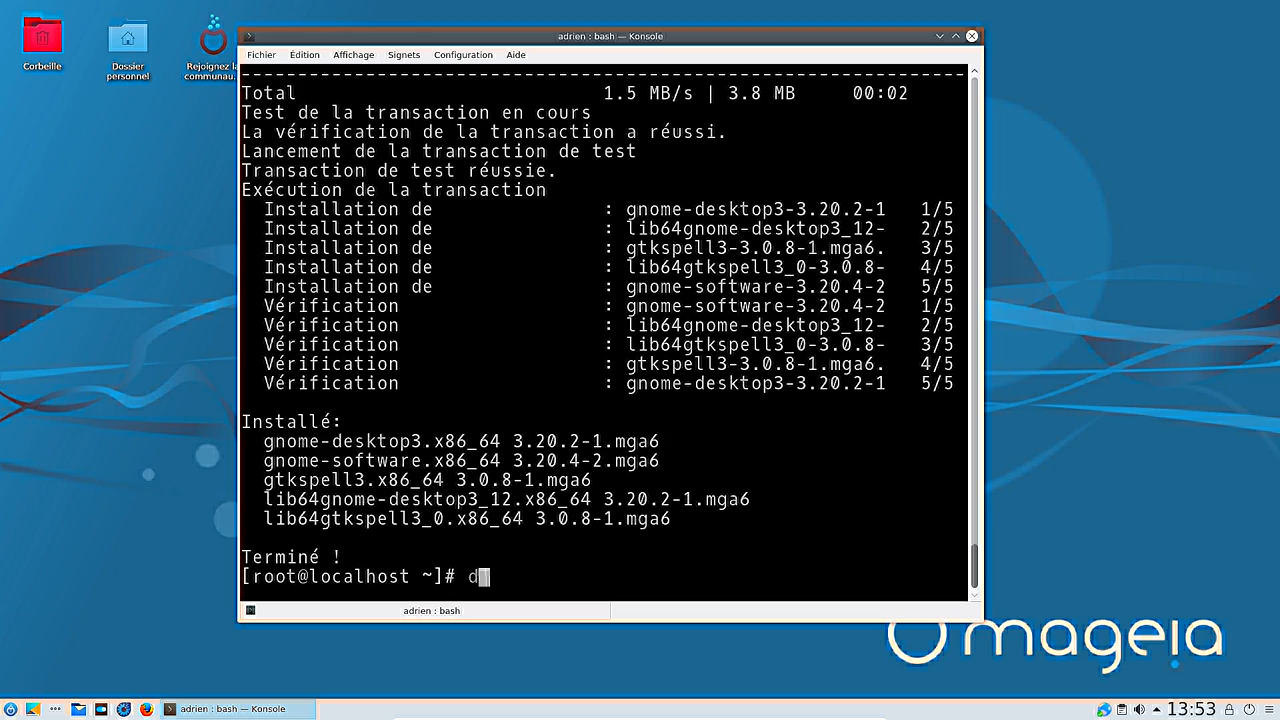 adrien : bash — Konsole
Fichier Édition Affichage Signets Configuration Aide
--------------------------------------------------------------------------------
Total 1.5 MB/s | 3.8 MB 00:02
Test de la transaction en cours
La vérification de la transaction a réussi.
Lancement de la transaction de test
Transaction de test réussie.
Exécution de la transaction
Installation de : gnome-desktop3-3.20.2-1 1/5
Installation de : lib64gnome-desktop3_12- 2/5
Installation de : gtkspell3-3.0.8-1.mga6. 3/5
Installation de : lib64gtkspell3_0-3.0.8- 4/5
Installation de : gnome-software-3.20.4-2 5/5
Vérification : gnome-software-3.20.4-2 1/5
Vérification : lib64gnome-desktop3_12- 2/5
Vérification : lib64gtkspell3_0-3.0.8- 3/5
Vérification : gtkspell3-3.0.8-1.mga6. 4/5
Vérification : gnome-desktop3-3.20.2-1 5/5
Installé:
gnome-desktop3.x86_64 3.20.2-1.mga6
gnome-software.x86_64 3.20.4-2.mga6
gtkspell3.x86_64 3.0.8-1.mga6
lib64gnome-desktop3_12.x86_64 3.20.2-1.mga6
lib64gtkspell3_0.x86_64 3.0.8-1.mga6
Terminé !
[root@localhost ~]# d
adrien : bash
Corbeille
Dossier
personnel
Rejoignez la
communau...
mageia
adrien : bash — Konsole
13:53